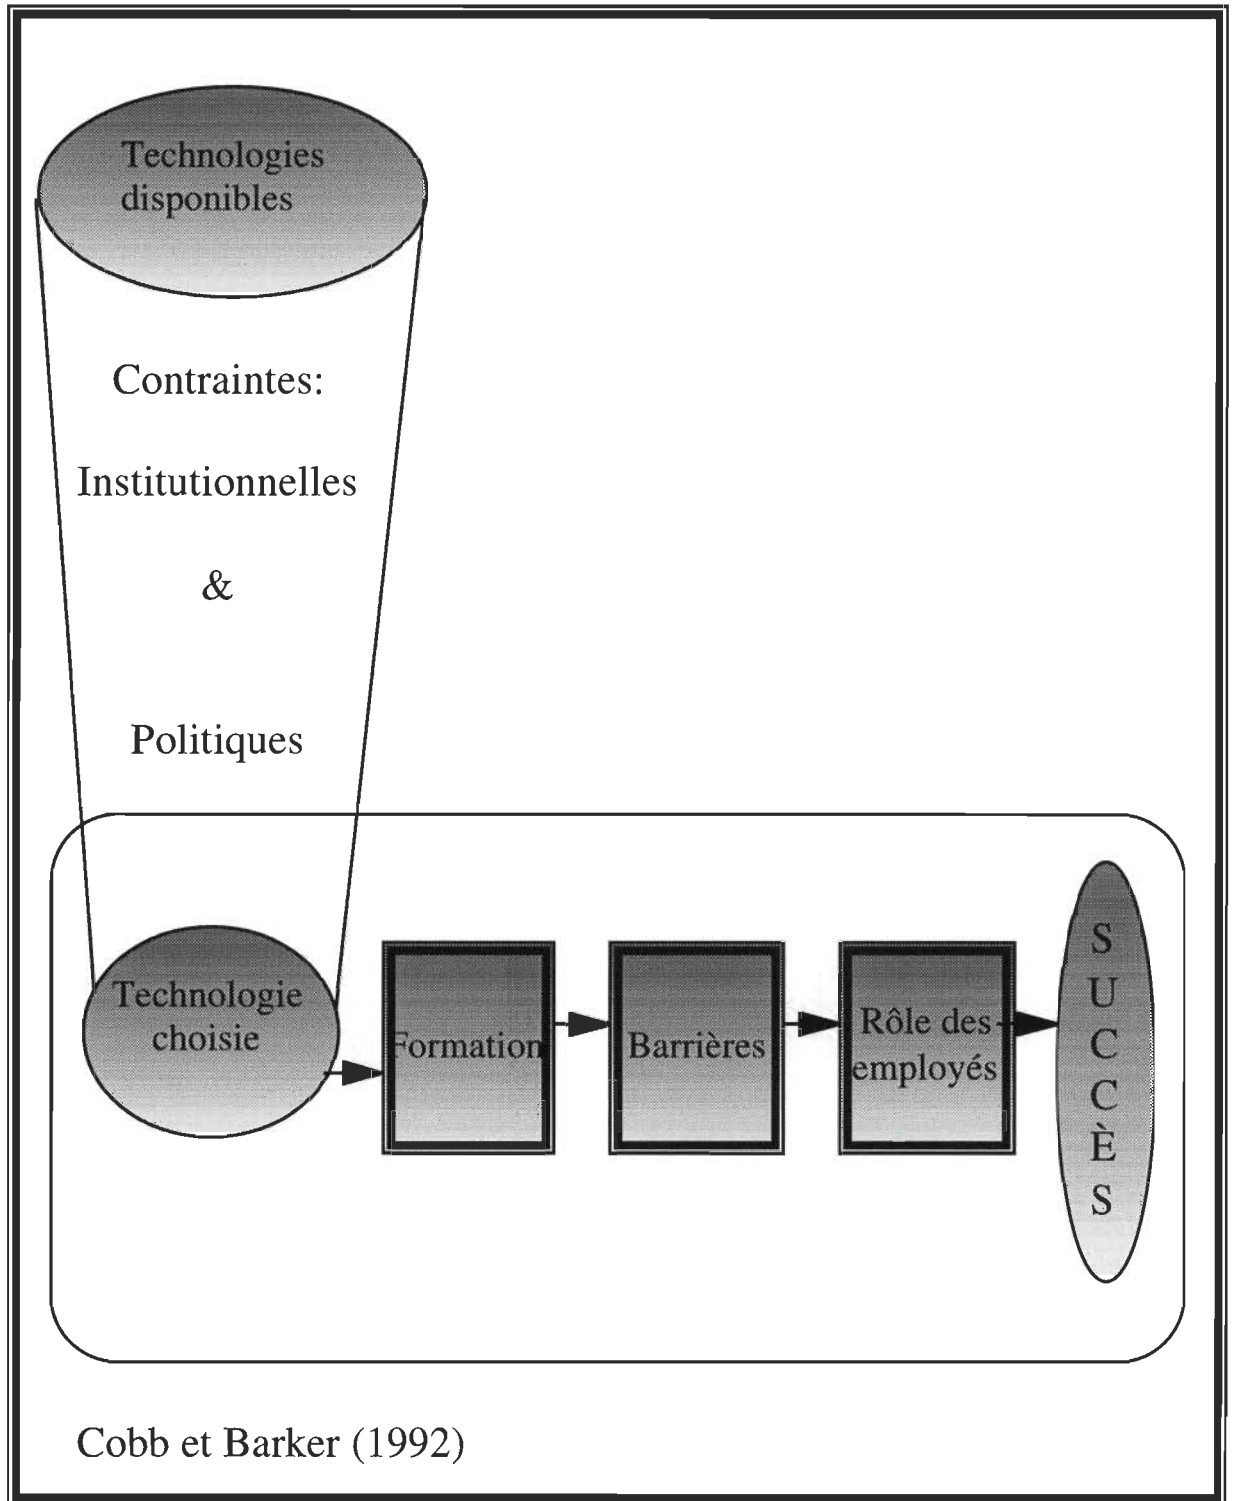 Technologies
disponibles
Contraintes:
Institutionnelles
&
Politiques
Technologie
choisie
Formation
Barrières
Rôle des
employés
S
U
C
C
È
S
Cobb et Barker (1992)